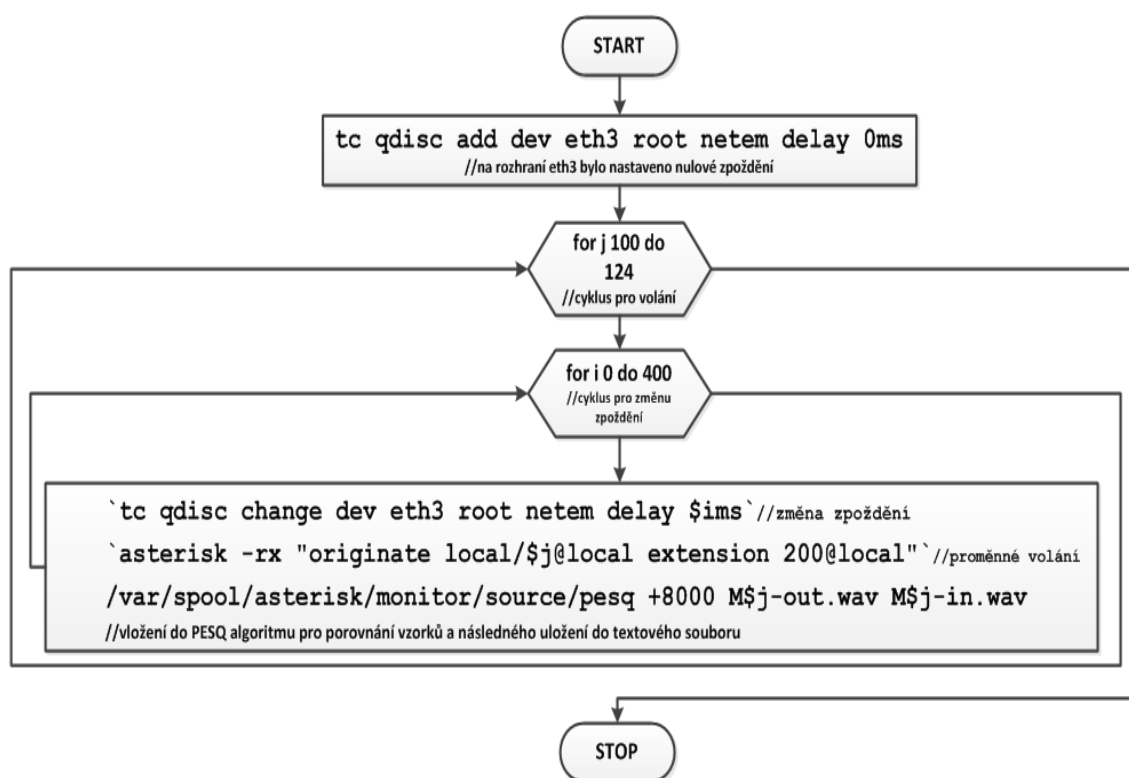 START
tc qdisc add dev eth3 root netem delay 0ms
//na rozhraní eth3 bylo nastaveno nulové zpoždění
for j 100 do
124
//cyklus pro volání
for i 0 do 400
//cyklus pro změnu
zpoždění
`tc qdisc change dev eth3 root netem delay $ims`//změna zpoždění
`asterisk -rx "originate local/$j@local extension 200@local"`//proměnné volání
/var/spool/asterisk/monitor/source/pesq +8000 M$j-out.wav M$j-in.wav
//vložení do PESQ algoritmu pro porovnání vzorků a následného uložení do textového souboru
STOP